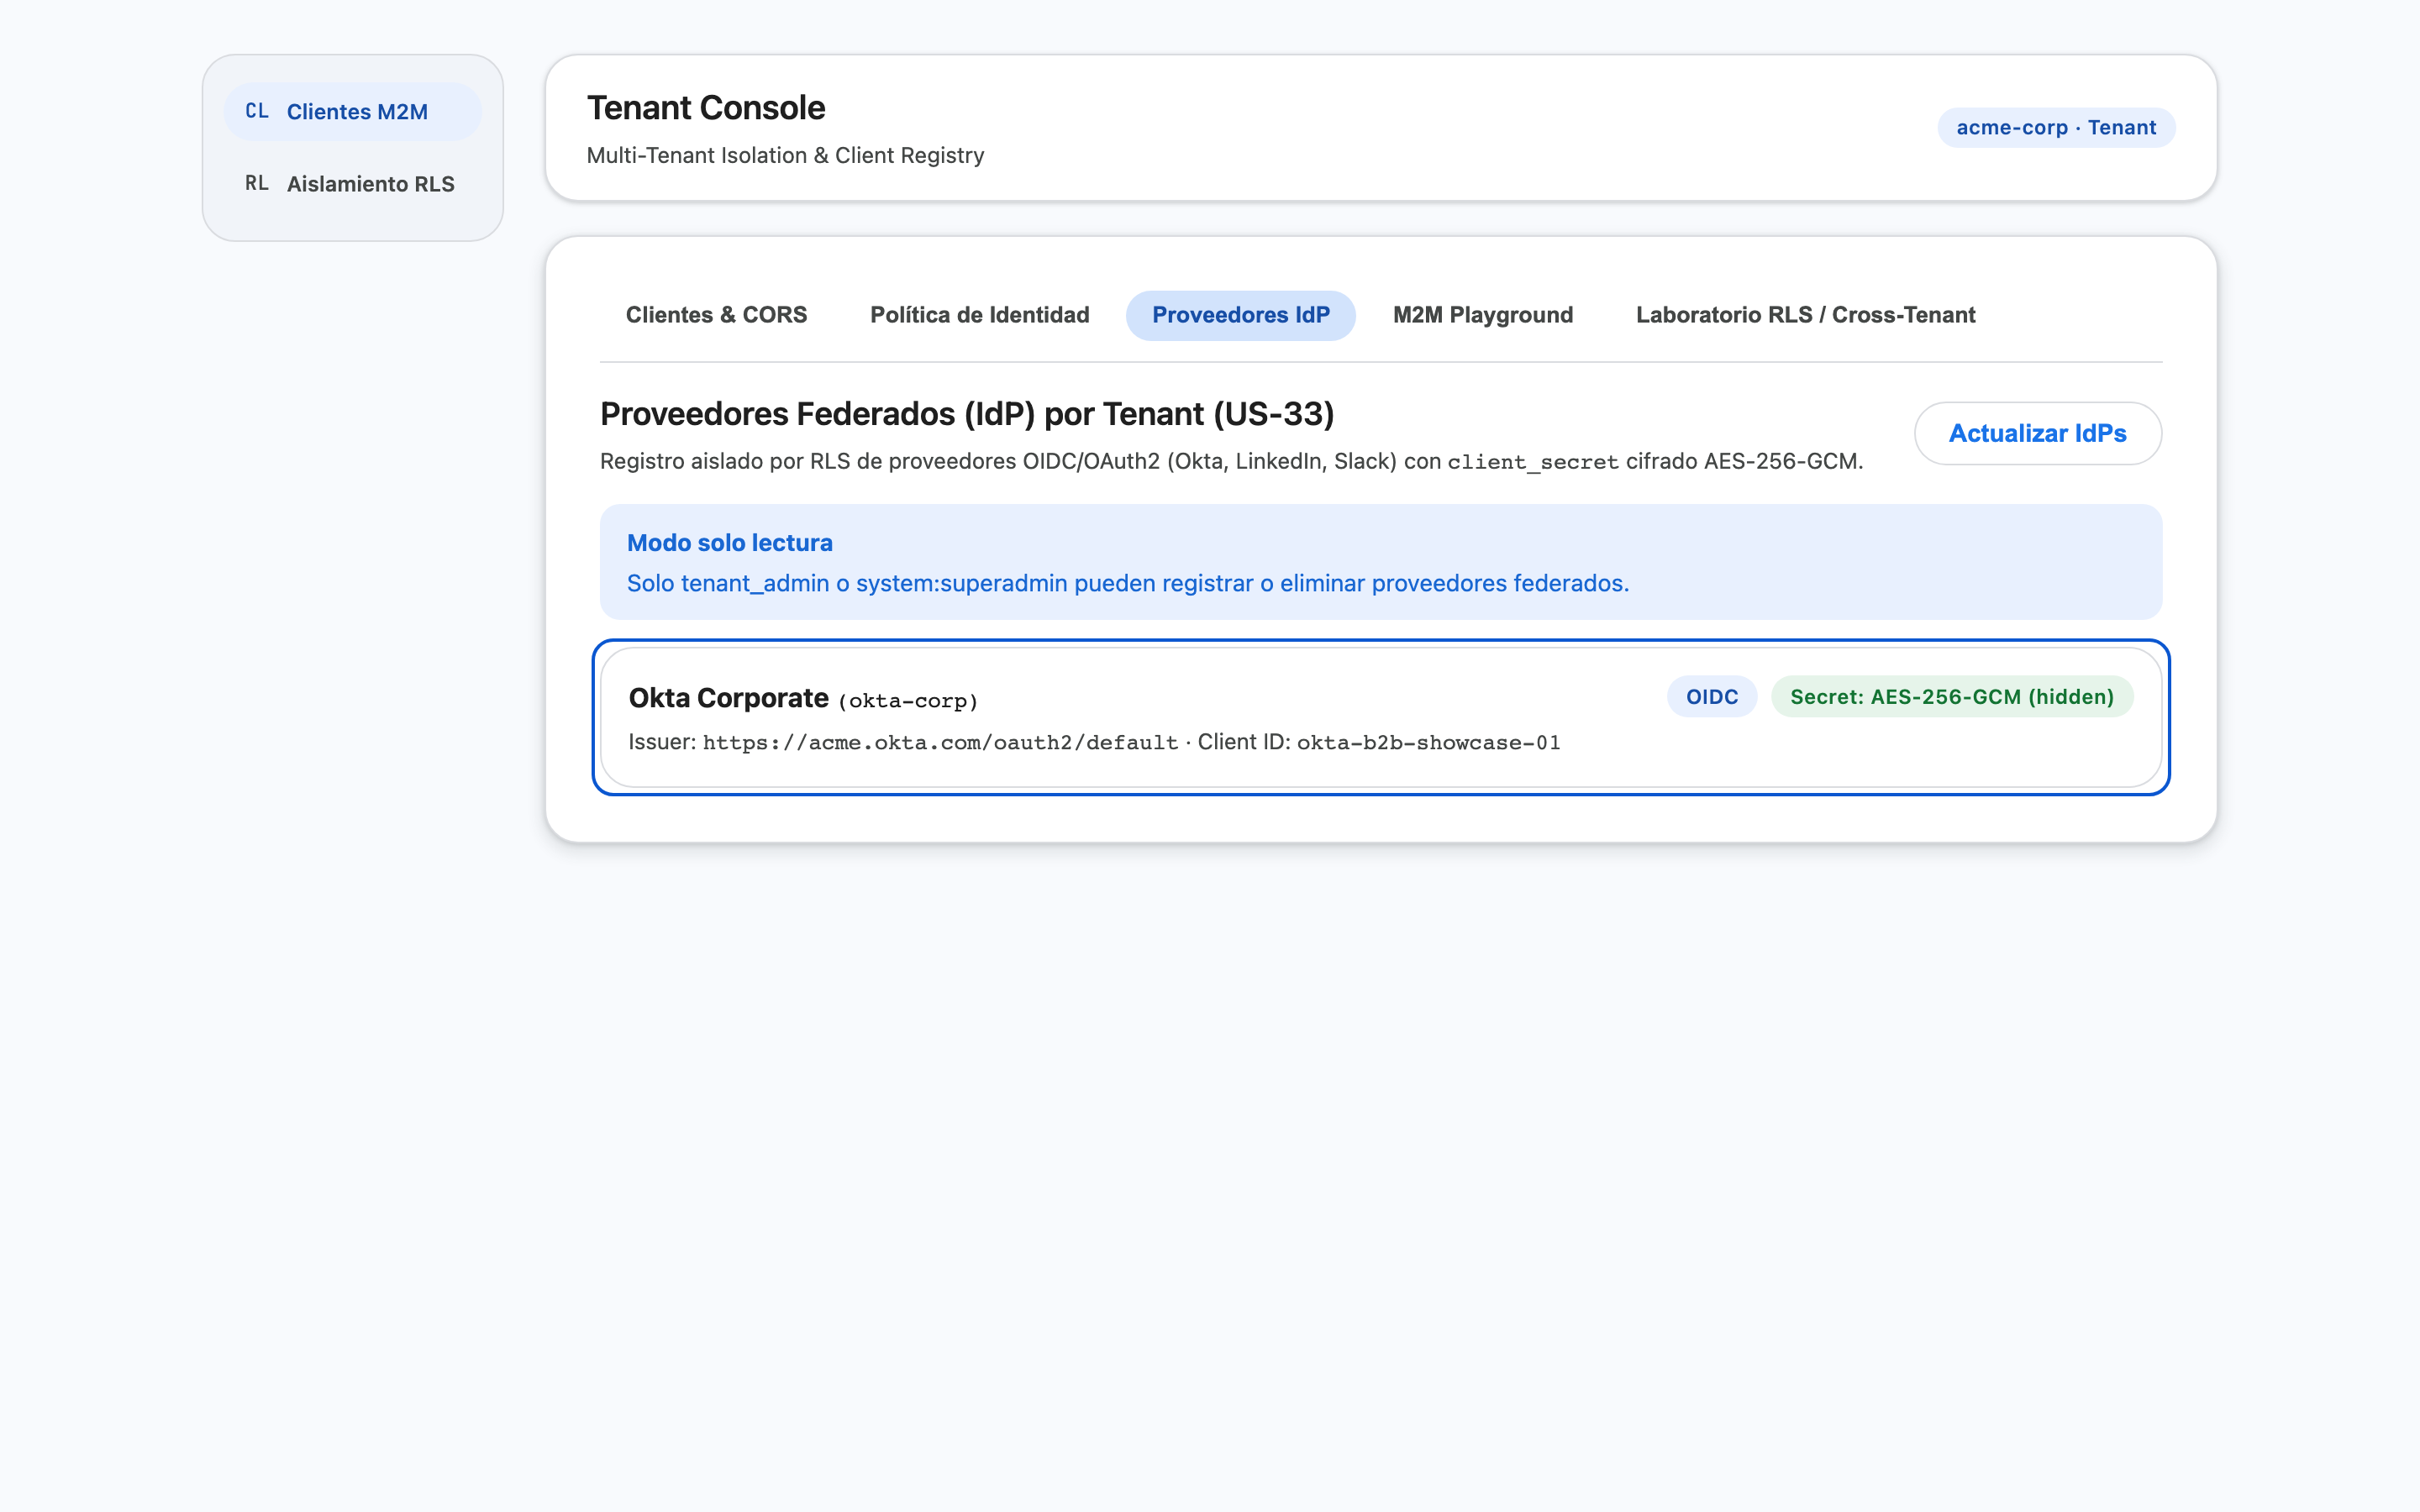 CL Clientes M2M
RL Aislamiento RLS
Tenant Console
Multi-Tenant Isolation & Client Registry
acme-corp · Tenant
Clientes & CORS Política de Identidad Proveedores IdP M2M Playground Laboratorio RLS / Cross-Tenant
Proveedores Federados (IdP) por Tenant (US-33)
Registro aislado por RLS de proveedores OIDC/OAuth2 (Okta, LinkedIn, Slack) con client_secret cifrado AES-256-GCM.
Actualizar IdPs
Modo solo lectura
Solo tenant_admin o system:superadmin pueden registrar o eliminar proveedores federados.
Okta Corporate (okta-corp) OIDC Secret: AES-256-GCM (hidden)
Issuer: https://acme.okta.com/oauth2/default · Client ID: okta-b2b-showcase-01